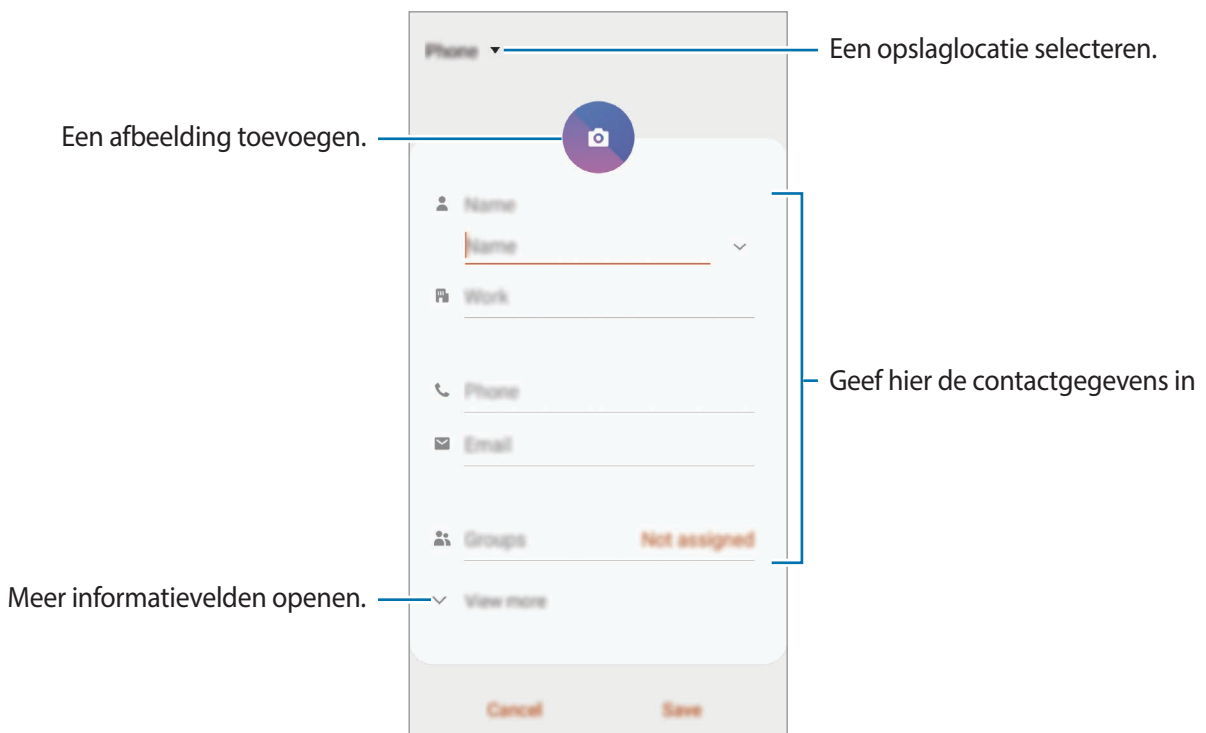 Phone
Een opslaglocatie selecteren.
Een afbeelding toevoegen.
Name
Name
Work
Phone
Geef hier de contactgegevens in
Email
Groups Not assigned
Meer informatievelden openen.
View more
Cancel Save